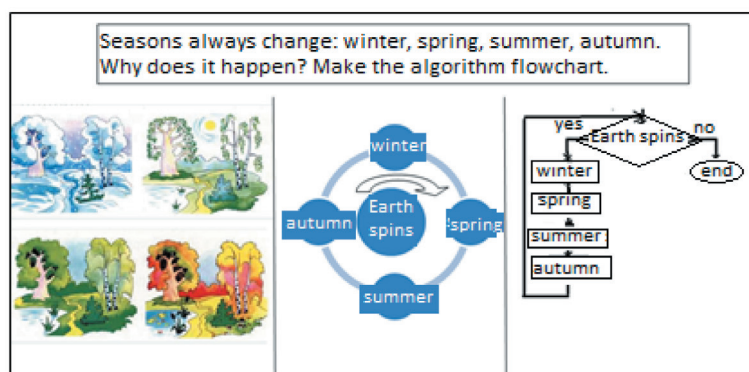 Seasons always change: winter, spring, summer, autumn.
Why does it happen? Make the algorithm flowchart.
winter
autumn
Earth
spins
spring
summer
yes
Earth spins
no
winter
end
spring
summer
autumn